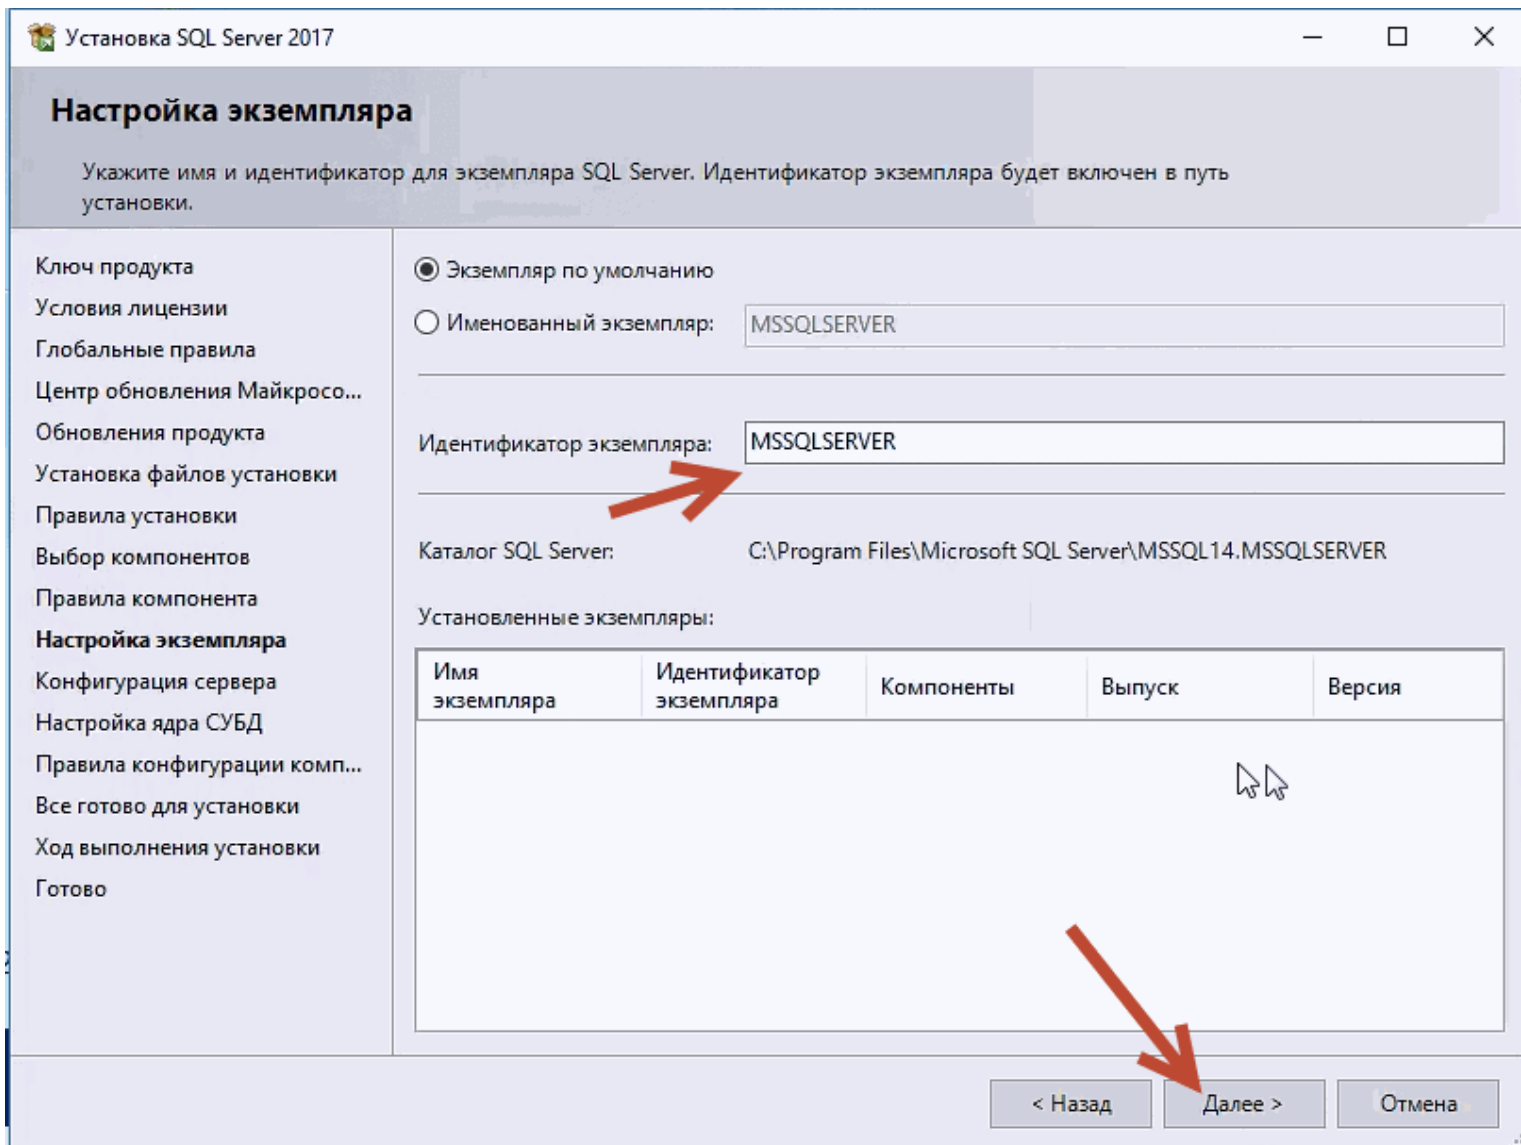 Установка SQL Server 2017
Настройка экземпляра
Укажите имя и идентификатор для экземпляра SQL Server. Идентификатор экземпляра будет включен в путь
установки.
Ключ продукта
Условия лицензии
Глобальные правила
Центр обновления Майкросо...
Обновления продукта
Установка файлов установки
Правила установки
Выбор компонентов
Правила компонента
Настройка экземпляра
Конфигурация сервера
Настройка ядра СУБД
Правила конфигурации комп...
Все готово для установки
Ход выполнения установки
Готово
Экземпляр по умолчанию
Именованный экземпляр: MSSQLSERVER
Идентификатор экземпляра: MSSQLSERVER
Каталог SQL Server: C:\Program Files\Microsoft SQL Server\MSSQL14.MSSQLSERVER
Установленные экземпляры:
Имя
экземпляра
Идентификатор
экземпляра
Компоненты
Выпуск
Версия
< Назад
Далее >
Отмена